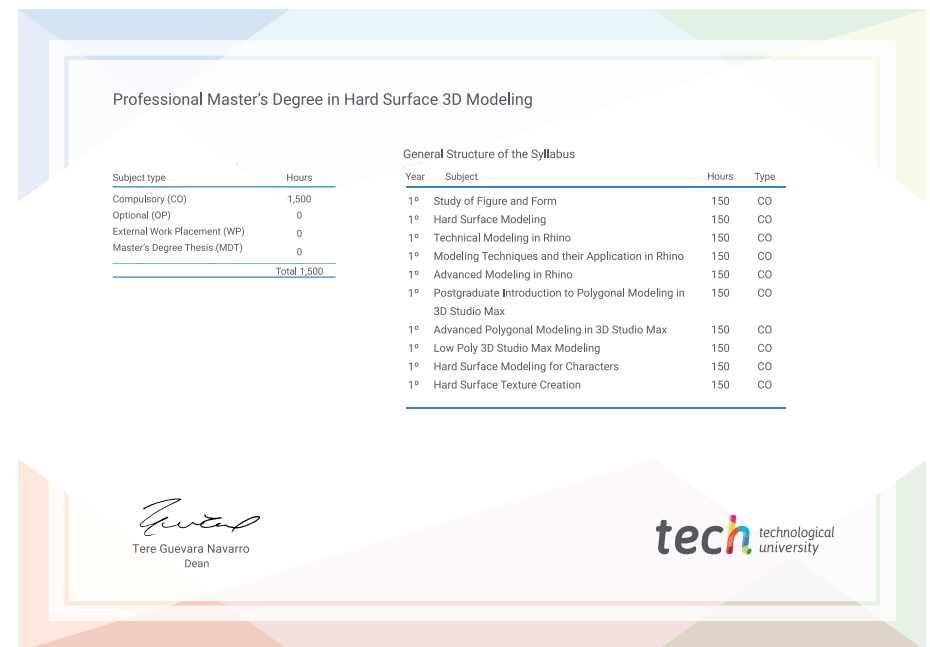 Professional Master's Degree in Hard Surface 3D Modeling
Subject type Hours
Compulsory (CO) 1,500
Optional (OP) 0
External Work Placement (WP) 0
Master's Degree Thesis (MDT) 0
Total 1,500
General Structure of the Syllabus
Year Subject Hours Type
1º Study of Figure and Form 150 CO
1º Hard Surface Modeling 150 CO
1º Technical Modeling in Rhino 150 CO
1º Modeling Techniques and their Application in Rhino 150 CO
1º Advanced Modeling in Rhino 150 CO
1º Postgraduate Introduction to Polygonal Modeling in 150 CO
3D Studio Max
1º Advanced Polygonal Modeling in 3D Studio Max 150 CO
1º Low Poly 3D Studio Max Modeling 150 CO
1º Hard Surface Modeling for Characters 150 CO
1º Hard Surface Texture Creation 150 CO
Tere Guevara Navarro
Dean
tech technological
university